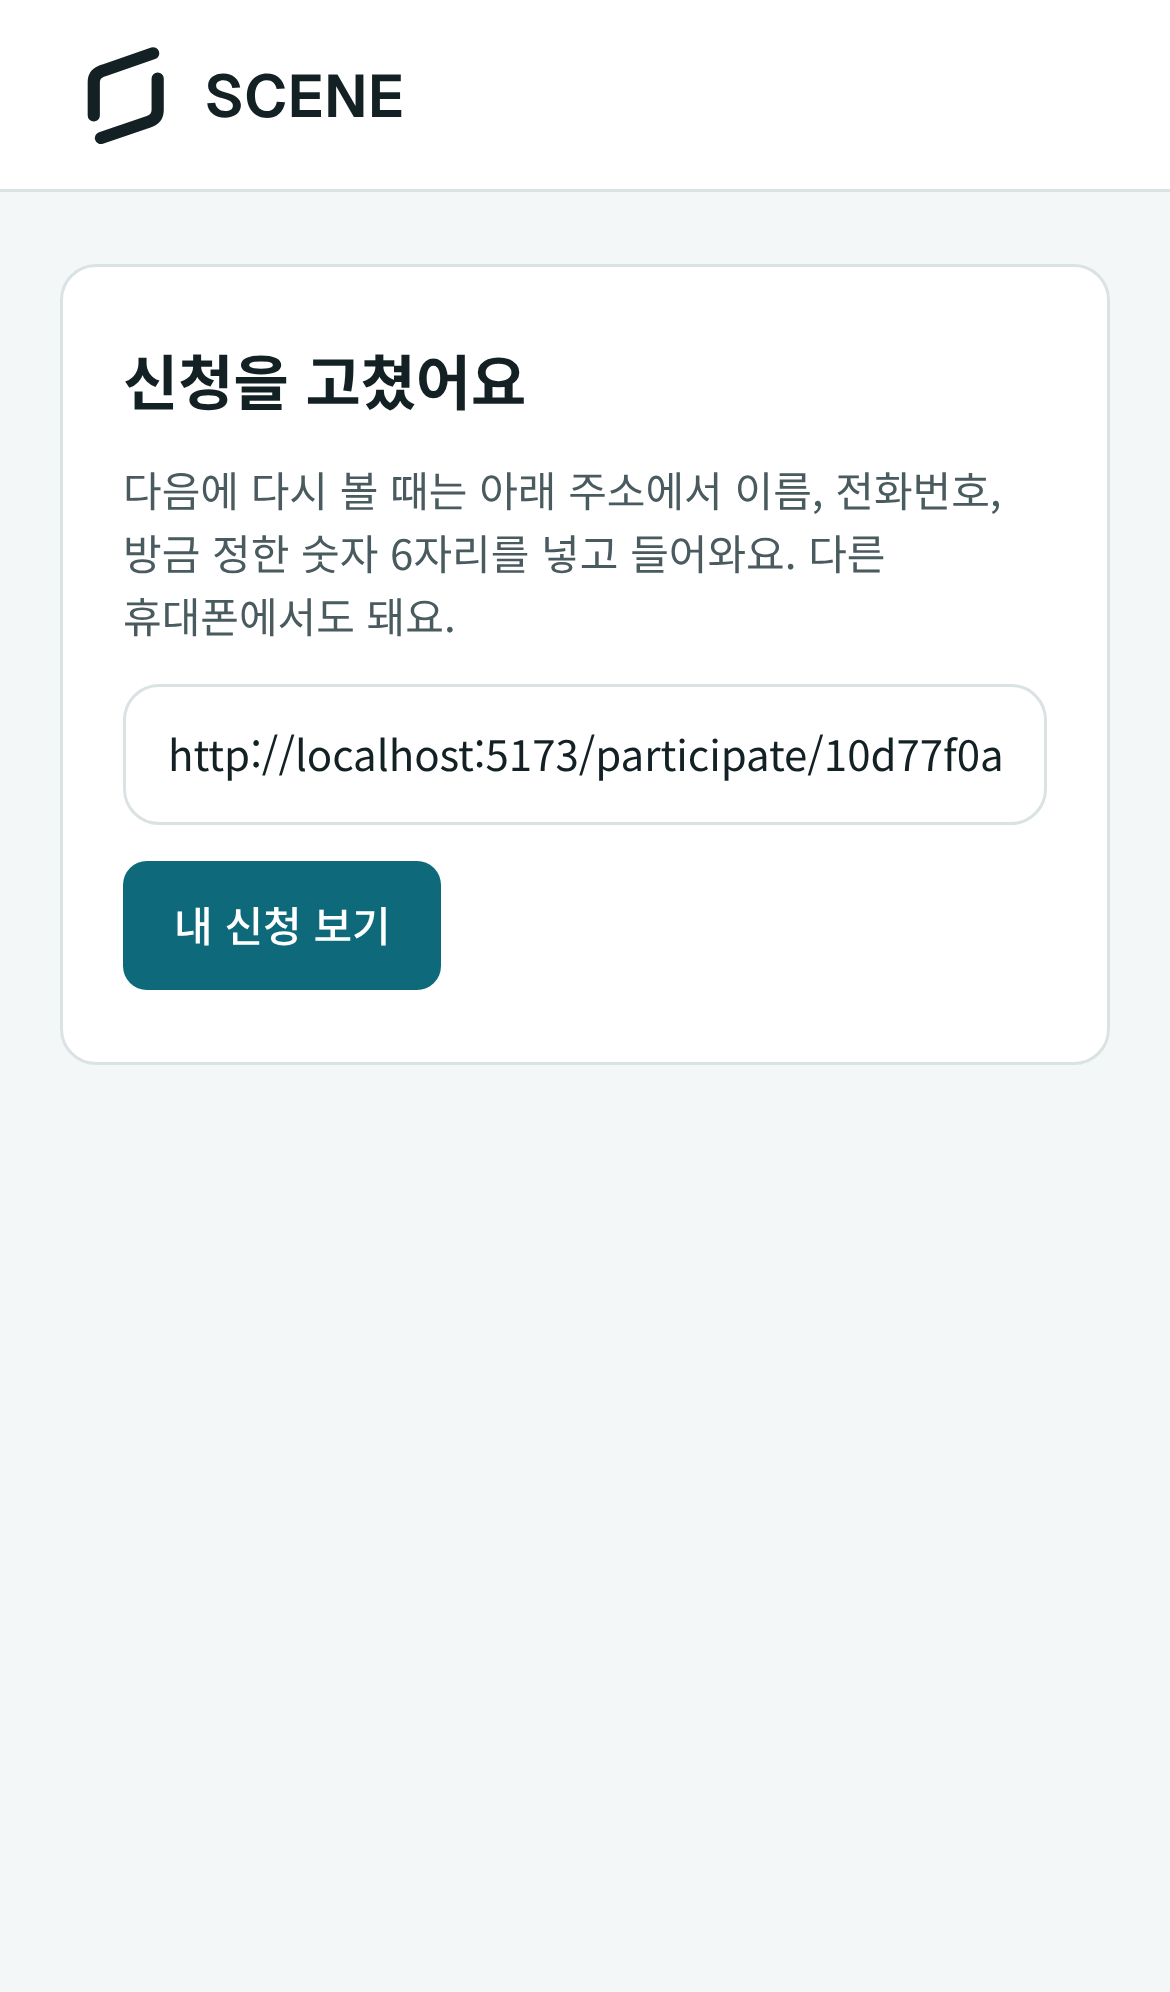 SCENE
신청을 고쳤어요
다음에 다시 볼 때는 아래 주소에서 이름, 전화번호,
방금 정한 숫자 6자리를 넣고 들어와요. 다른
휴대폰에서도 돼요.
http://localhost:5173/participate/10d77f0a
내 신청 보기